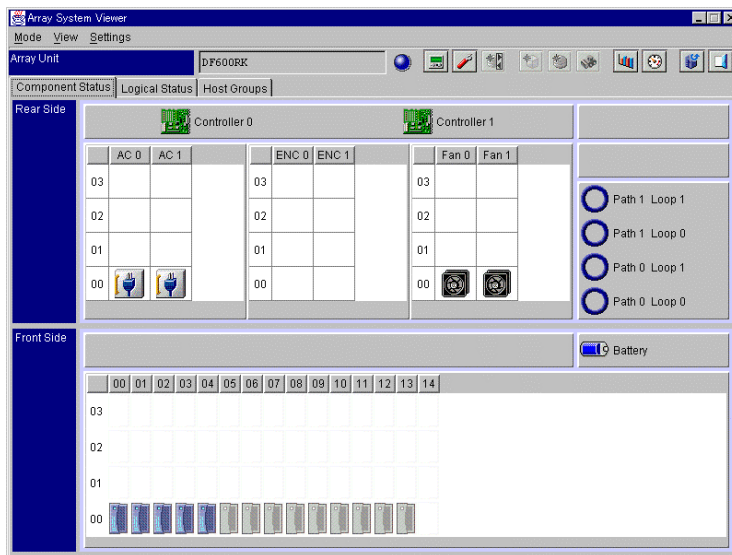 Array System Viewer
Mode View Settings
Array Unit DF600RK
Component Status Logical Status Host Groups
Rear Side
Controller 0 Controller 1
AC 0 AC 1 ENC 0 ENC 1 Fan 0 Fan 1
03 03 03
02 02 02
01 01 01
00 00 00
Path 1 Loop 1
Path 1 Loop 0
Path 0 Loop 1
Path 0 Loop 0
Front Side
Battery
00 01 02 03 04 05 06 07 08 09 10 11 12 13 14
03
02
01
00